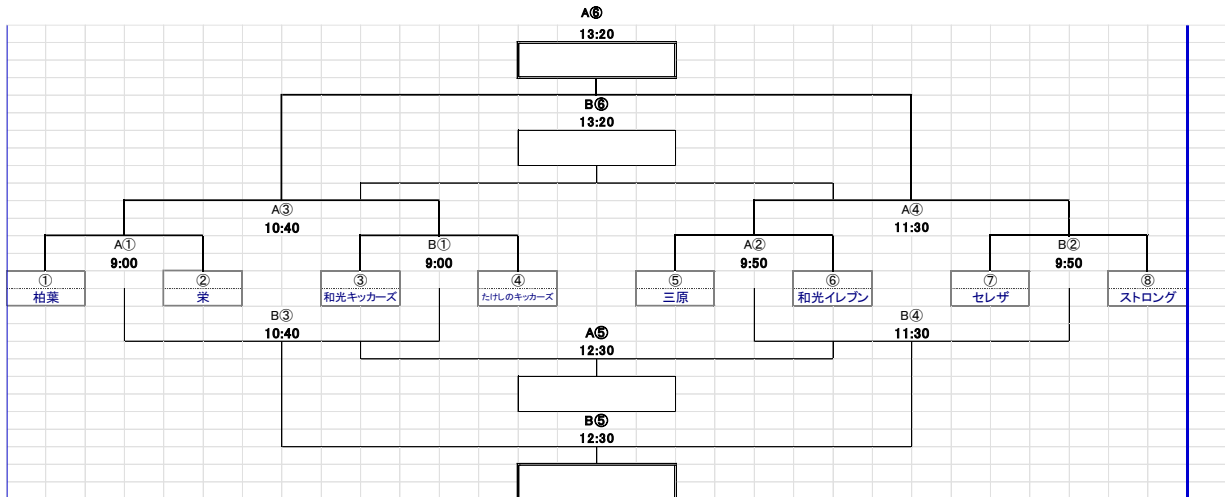 A⑥
13:20
B⑥
13:20
A③
10:40
A④
11:30
A①
9:00
B①
9:00
A②
9:50
B②
9:50
① ② ③ ④ ⑤ ⑥ ⑦ ⑧
柏葉 栄 和光キッカーズ たけしのキッカーズ 三原 和光イレブン セレザ ストロング
B③
10:40
B④
11:30
A⑤
12:30
B⑤
12:30